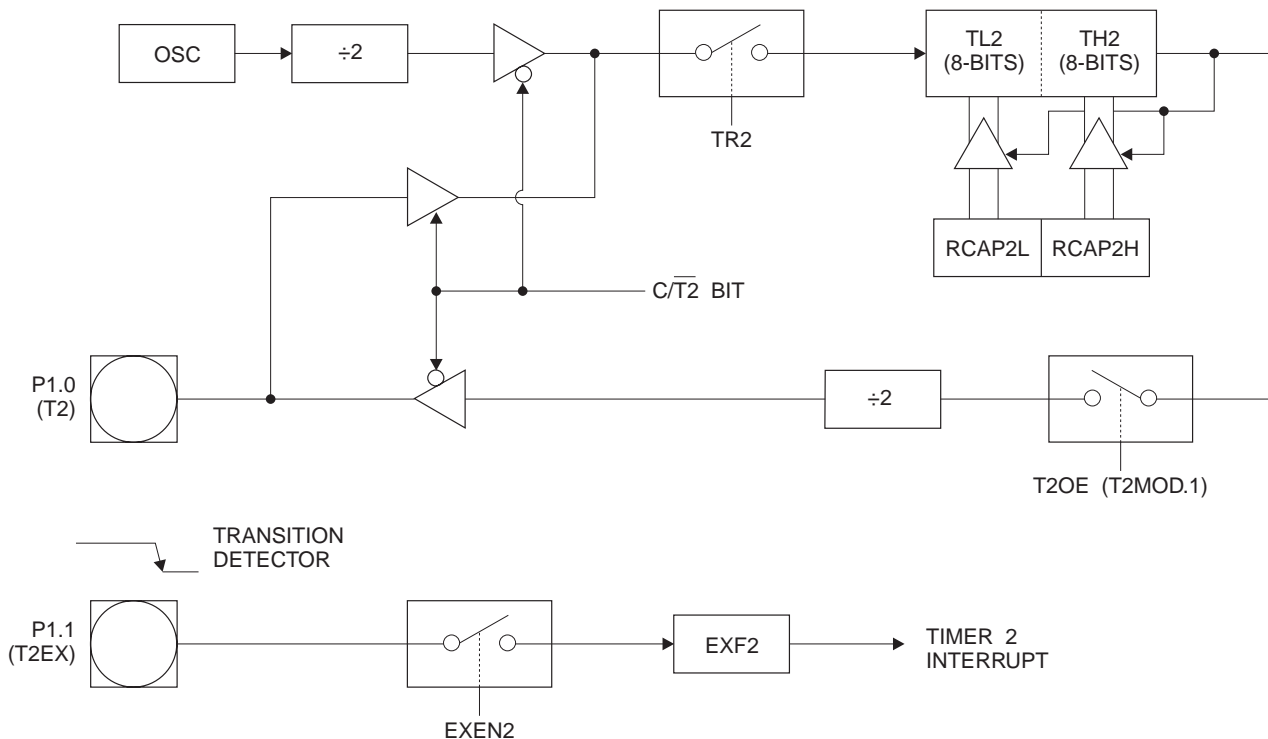 OSC
÷2
TR2
TL2
(8-BITS)
TH2
(8-BITS)
RCAP2L
RCAP2H
C/T2 BIT
P1.0
(T2)
÷2
T2OE (T2MOD.1)
TRANSITION
DETECTOR
P1.1
(T2EX)
EXEN2
EXF2
TIMER 2
INTERRUPT